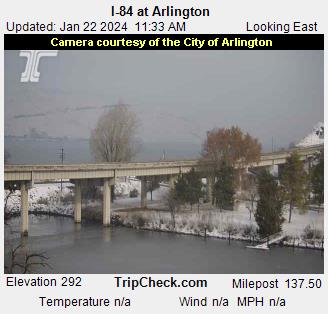 I-84 at Arlington
Updated: Jan 22 2024 11:33 AM Looking East
Camera courtesy of the City of Arlington
Elevation 292 TripCheck.com Milepost 137.50
Temperature n/a Wind n/a MPH n/a